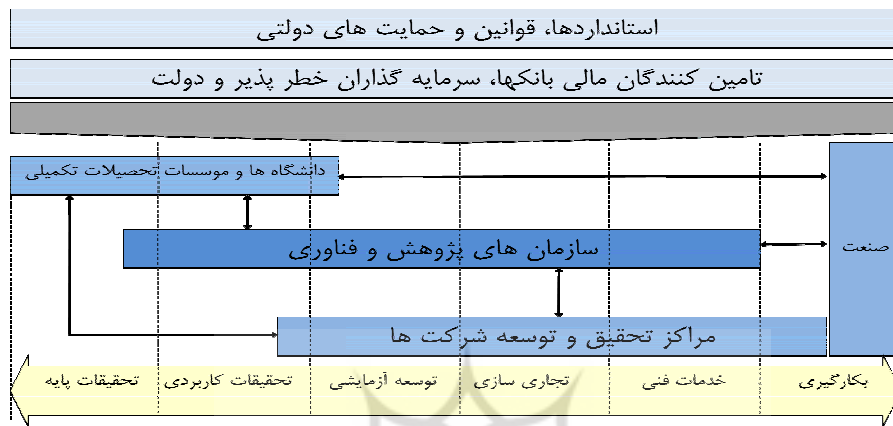 استانداردها، قوانین و حمایت های دولتی
تامین کنندگان مالی بانکها، سرمایه گذاران خطر پذیر و دولت
دانشگاه ها و موسسات تحصیلات تکمیلی
سازمان های پژوهش و فناوری
صنعت
مراکز تحقیق و توسعه شرکت ها
بکارگیری
خدمات فنی
تجاری سازی
توسعه آزمایشی
تحقیقات کاربردی
تحقیقات پایه